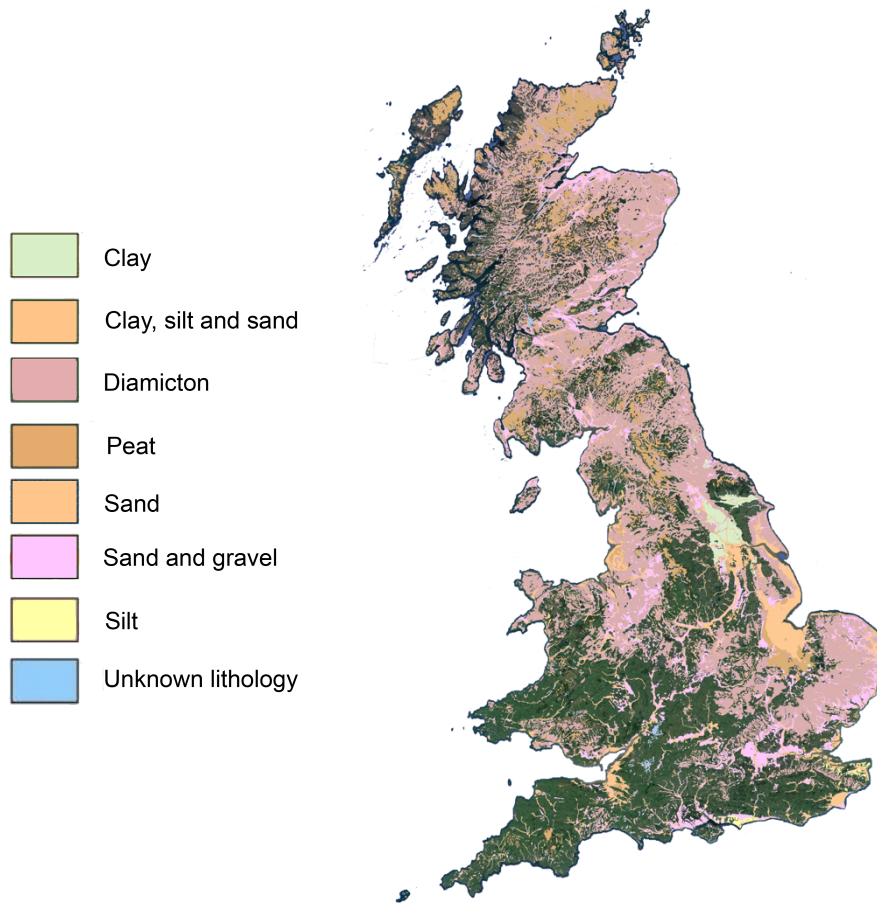 Clay
Clay, silt and sand
Diamicton
Peat
Sand
Sand and gravel
Silt
Unknown lithology